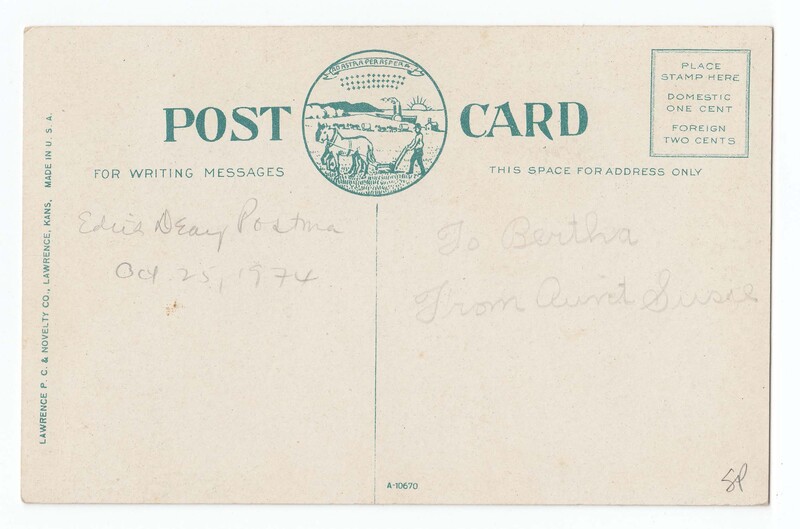 AD ASTRA PER ASPERA
POST CARD
PLACE
STAMP HERE
DOMESTIC
ONE CENT
FOREIGN
TWO CENTS
FOR WRITING MESSAGES
THIS SPACE FOR ADDRESS ONLY
Postma
Oct. 25, 1974
To Bertha
From Aunt Susie
LAWRENCE P. C. & NOVELTY CO., LAWRENCE, KANS, MADE IN U. S. A.
A-10670
SP